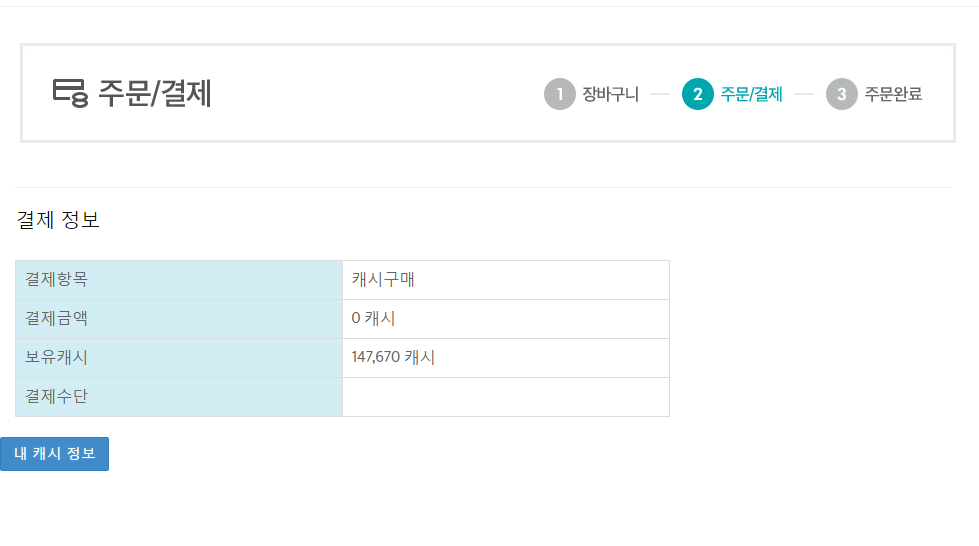 주문/결제
1 장바구니 2 주문/결제 3 주문완료
결제 정보
결제항목 캐시구매
결제금액 0 캐시
보유캐시 147,670 캐시
결제수단
내 캐시 정보